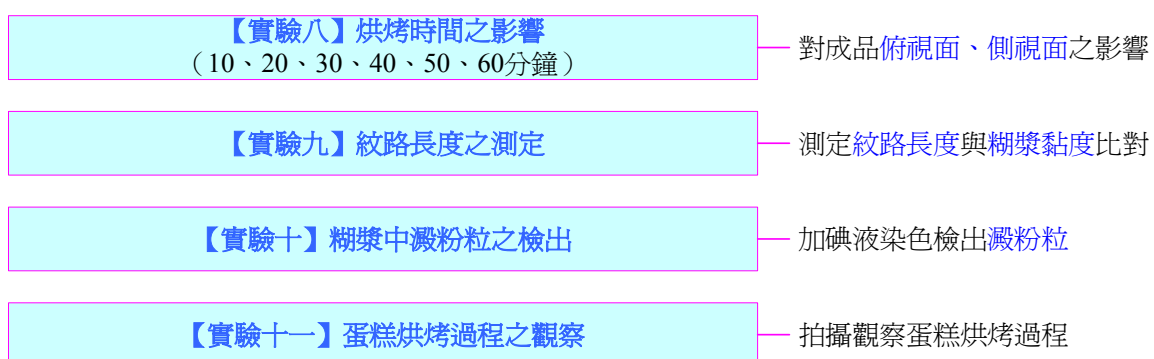 【實驗八】烘烤時間之影響
（10、20、30、40、50、60分鐘）
對成品俯視面、側視面之影響
【實驗九】紋路長度之測定
測定紋路長度與糊漿黏度比對
【實驗十】糊漿中澱粉粒之檢出
加碘液染色檢出澱粉粒
【實驗十一】蛋糕烘烤過程之觀察
拍攝觀察蛋糕烘烤過程